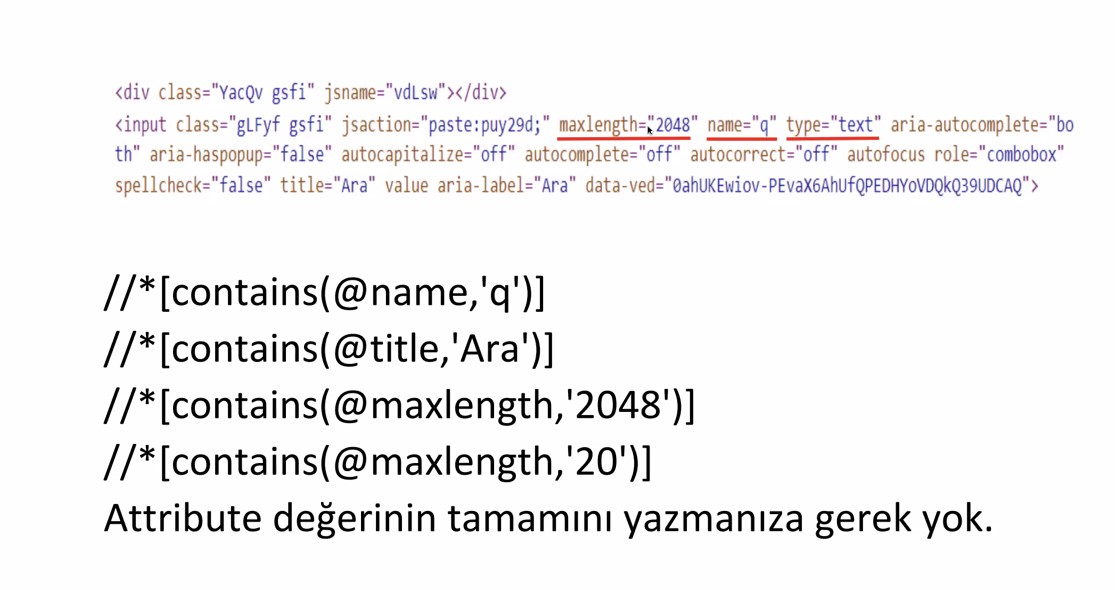 <div class="YacQv gsfi" jsname="vdLsw"></div>
<input class="gLFyf gsfi" jsaction="paste:puy29d;" maxlength="2048" name="q" type="text" aria-autocomplete="bo
th" aria-haspopup="false" autocapitalize="off" autocomplete="off" autocorrect="off" autofocus role="combobox"
spellcheck="false" title="Ara" value aria-label="Ara" data-ved="0ahUKEwiov-PEvaX6AhUfQPEDHYoVDQkQ39UDCAQ">
//*[contains(@name,'q')]
//*[contains(@title,'Ara')]
//*[contains(@maxlength,'2048')]
//*[contains(@maxlength,'20')]
Attribute değerinin tamamını yazmanıza gerek yok.